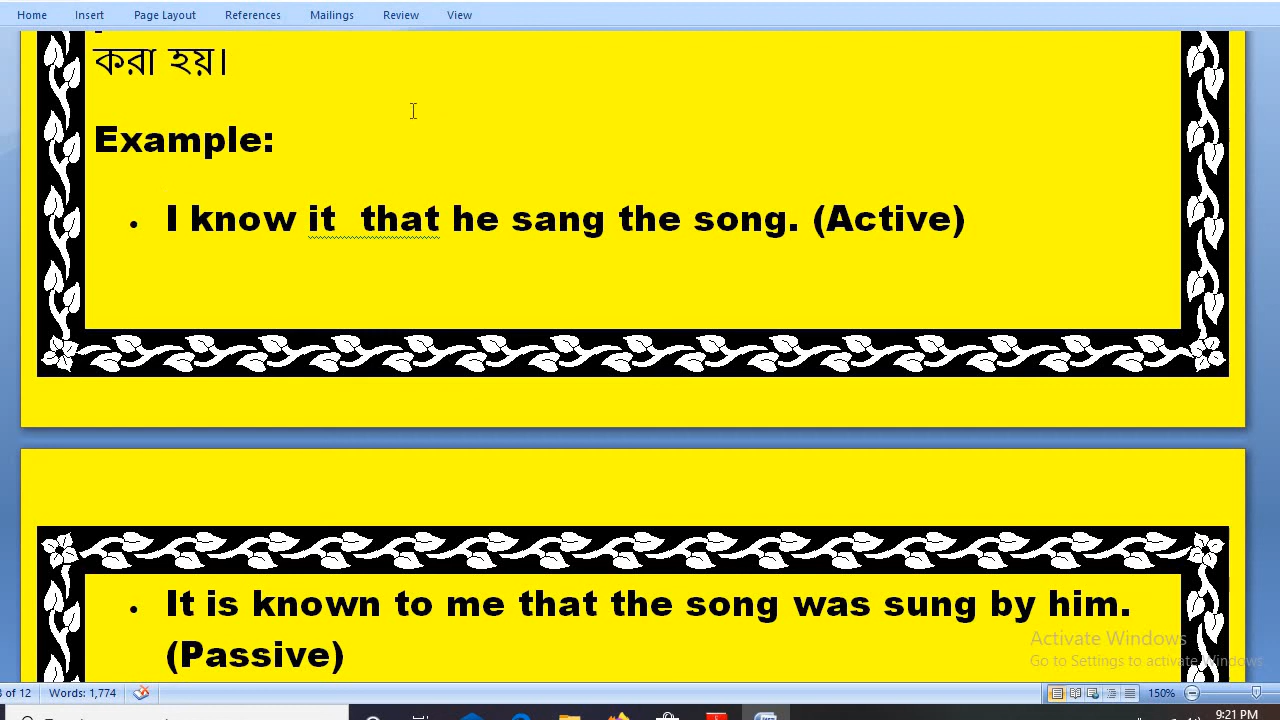 Home Insert Page Layout References Mailings Review View
করা হয়।
Example:
• I know it  that he sang the song. (Active)
• It is known to me that the song was sung by him.
(Passive)
Activate Windows
Go to Settings to activate Windows.
of 12 Words: 1,774 150%
9:21 PM